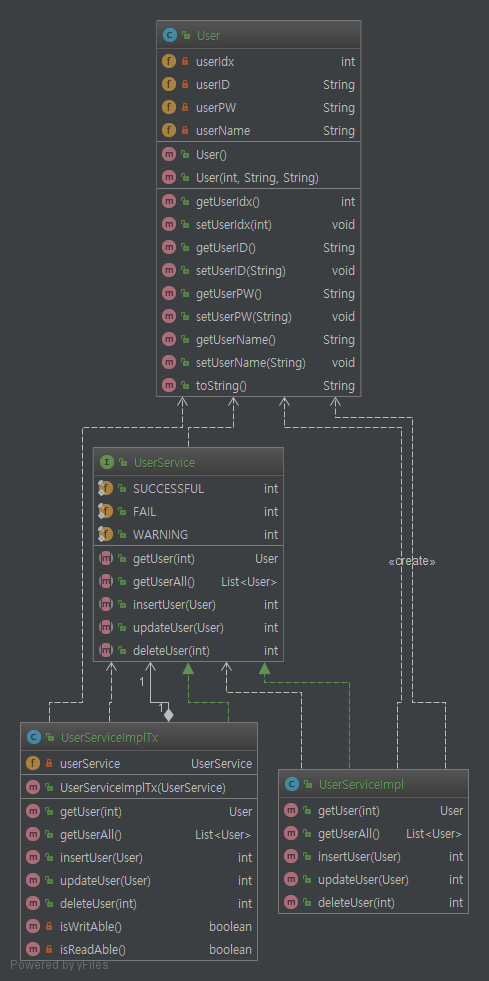 User
userIdx int
userID String
userPW String
userName String
User()
User(int, String, String)
getUserIdx() int
setUserIdx(int) void
getUserID() String
setUserID(String) void
getUserPW() String
setUserPW(String) void
getUserName() String
setUserName(String) void
toString() String
UserService
SUCCESSFUL int
FAIL int
WARNING int
getUser(int) User
getUserAll() List<User>
insertUser(User) int
updateUser(User) int
deleteUser(int) int
«create»
1
1
UserServiceImplTx
userService UserService
UserServiceImplTx(UserService)
getUser(int) User
getUserAll() List<User>
insertUser(User) int
updateUser(User) int
deleteUser(int) int
isWritAble() boolean
isReadAble() boolean
UserServiceImpl
getUser(int) User
getUserAll() List<User>
insertUser(User) int
updateUser(User) int
deleteUser(int) int
Powered by yFiles